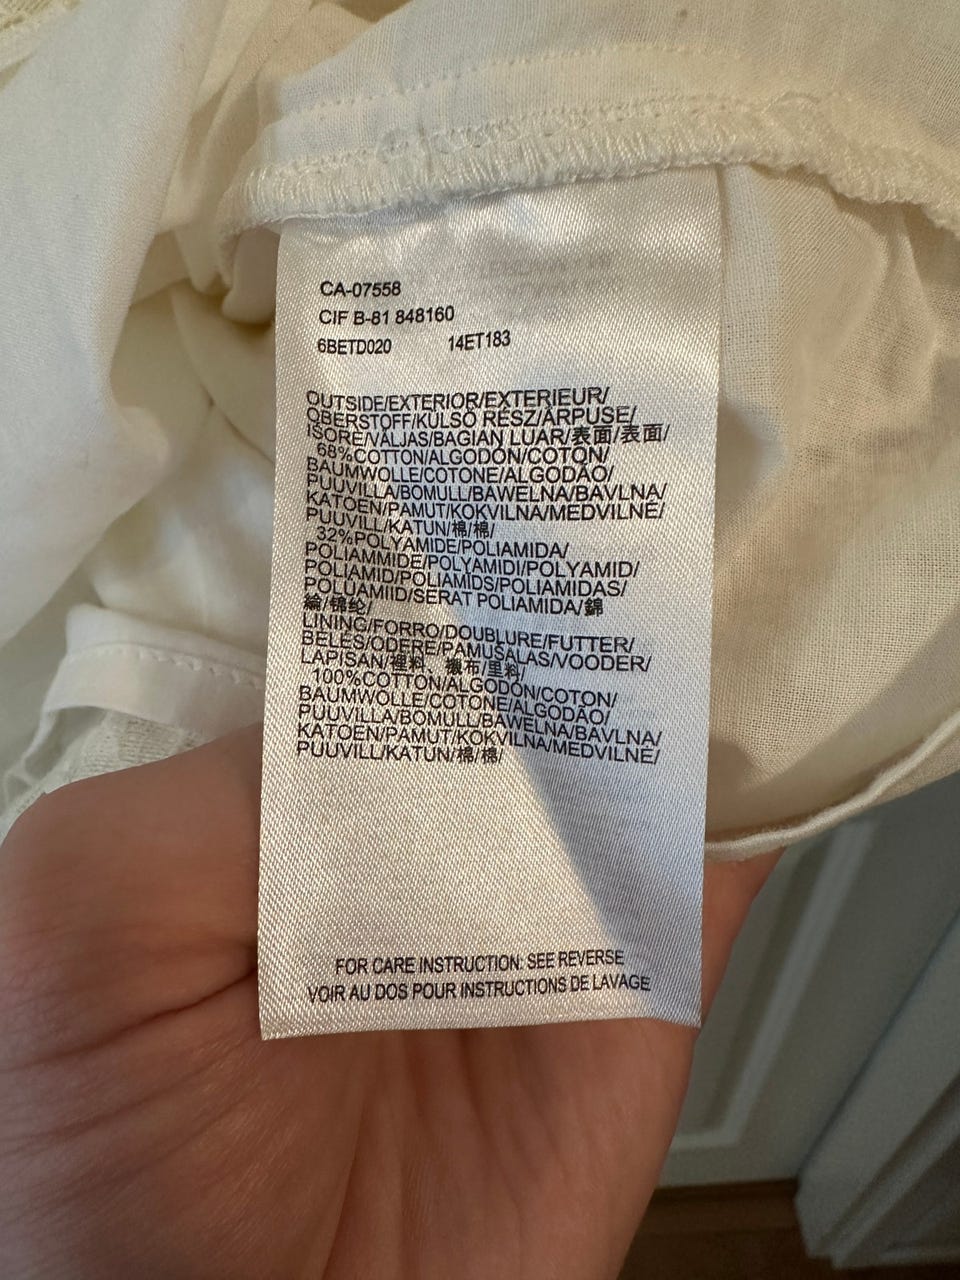 CA-07558
CIF B-81 848160
6BETD020 14ET183
OUTSIDE/EXTERIOR/EXTERIEUR/
OBERSTOFF/KÜLSÖ RÉSZ/ĀRPUSE/
ISORE/VÄLJAS/BAGIAN LUAR/表面/表面/
68%COTTON/ALGODÓN/COTON/
BAUMWOLLE/COTONE/ALGODÃO/
PUUVILLA/BOMULL/BAWEŁNA/BAVLNA/
KATOEN/PAMUT/KOKVILNA/MEDVILNĖ/
PUUVILL/KATUN/棉/棉/
32%POLYAMIDE/POLIAMIDA/
POLIAMMIDE/POLYAMIDI/POLYAMID/
POLIAMID/POLIAMĪDS/POLIAMIDAS/
POLÜAMIID/SERAT POLIAMIDA/錦
綸/锦纶/
LINING/FORRO/DOUBLURE/FUTTER/
BÉLÉS/ODERE/PAMUŠALAS/VOODER/
LAPISAN/裡料、襯布/里料/
100%COTTON/ALGODÓN/COTON/
BAUMWOLLE/COTONE/ALGODÃO/
PUUVILLA/BOMULL/BAWEŁNA/BAVLNA/
KATOEN/PAMUT/KOKVILNA/MEDVILNĖ/
PUUVILL/KATUN/棉/棉/
FOR CARE INSTRUCTION: SEE REVERSE
VOIR AU DOS POUR INSTRUCTIONS DE LAVAGE